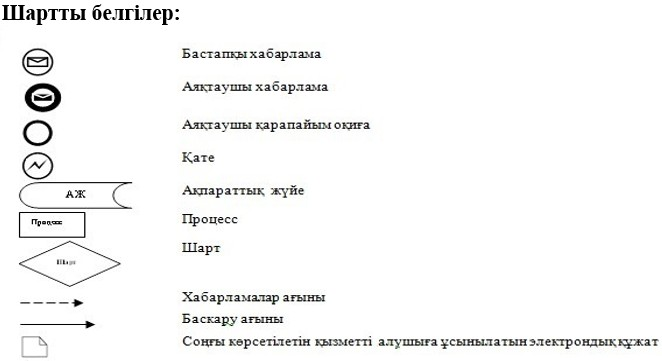 Шартты белгілер:
Бастапқы хабарлама
Аяқтаушы хабарлама
Аяқтаушы қарапайым оқиға
Қате
АЖ Ақпараттық жүйе
Процесс Процесс
Шарт Шарт
Хабарламалар ағыны
Баскару ағыны
Соңғы көрсетілетін қызметті алушыға ұсынылатын электрондық құжат